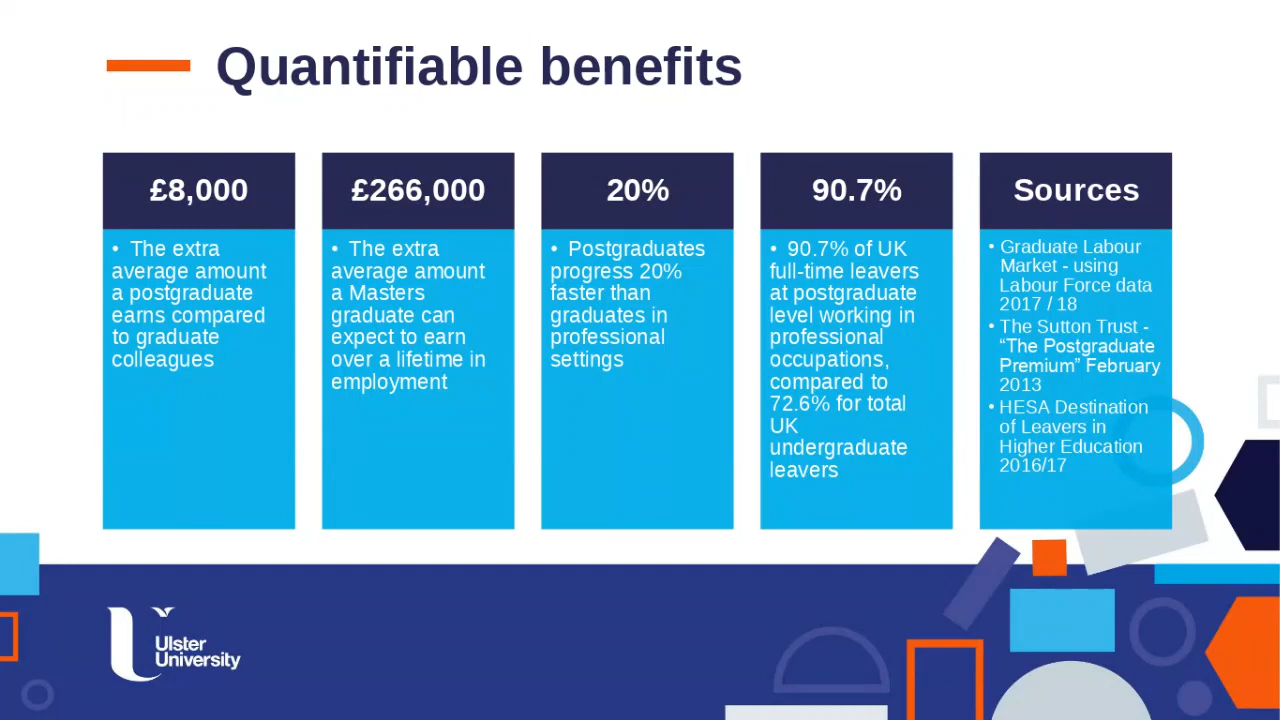 Quantifiable benefits
£8,000
• The extra
average amount
a postgraduate
earns compared
to graduate
colleagues
£266,000
• The extra
average amount
a Masters
graduate can
expect to earn
over a lifetime in
employment
20%
• Postgraduates
progress 20%
faster than
graduates in
professional
settings
90.7%
• 90.7% of UK
full-time leavers
at postgraduate
level working in
professional
occupations,
compared to
72.6% for total
UK
undergraduate
leavers
Sources
• Graduate Labour
Market - using
Labour Force data
2017 / 18
• The Sutton Trust -
“The Postgraduate
Premium” February
2013
• HESA Destination
of Leavers in
Higher Education
2016/17
Ulster
University